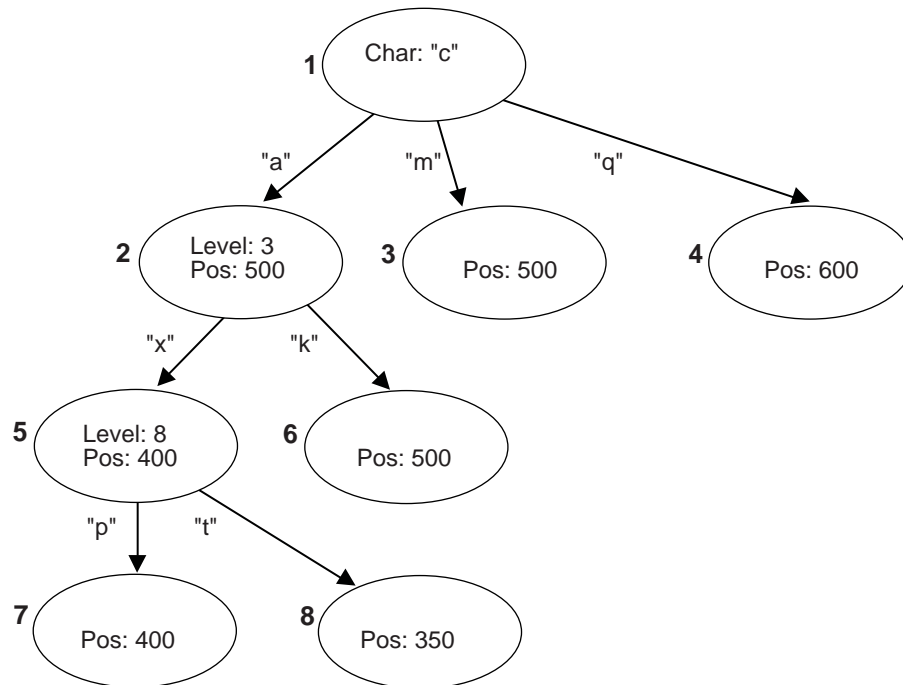 1
Char: "c"
"a"
"m"
"q"
2
Level: 3
Pos: 500
3
Pos: 500
4
Pos: 600
"x"
"k"
5
Level: 8
Pos: 400
6
Pos: 500
"p"
"t"
7
Pos: 400
8
Pos: 350